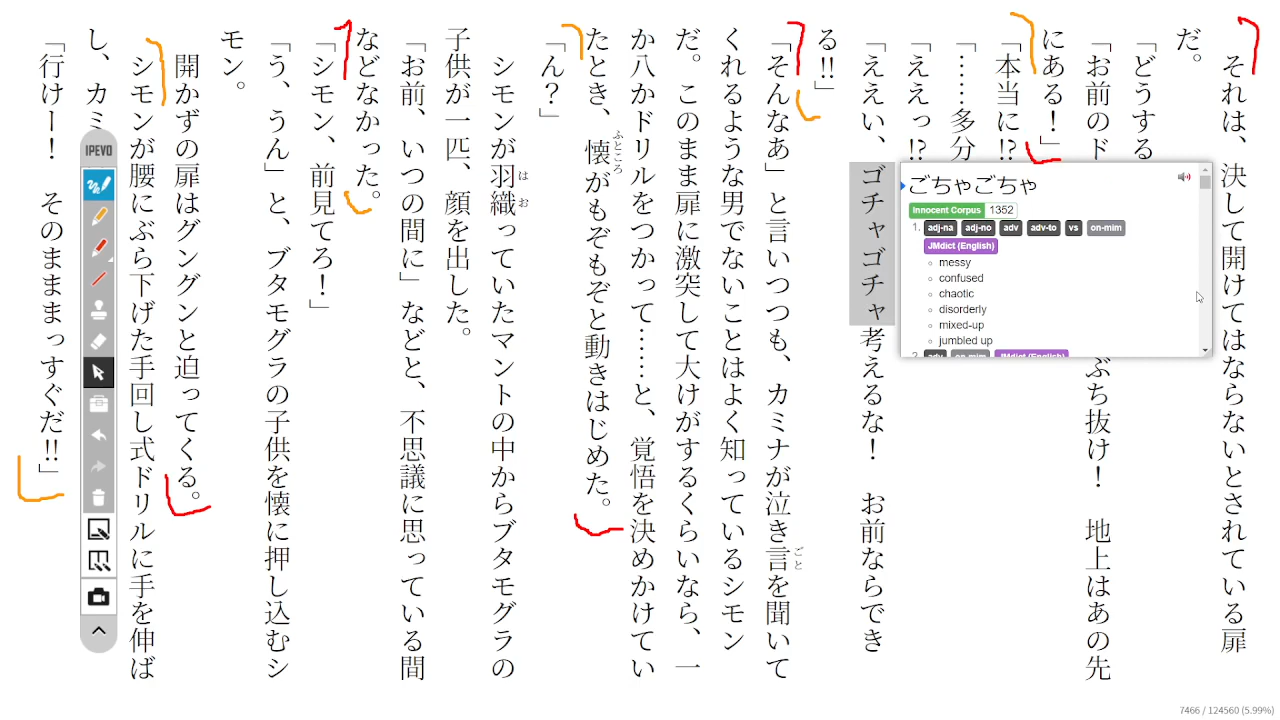 それは、決して開けてはならないとされている扉
だ。
「どうする
「お前のド
ぶち抜け！　地上はあの先
にある！」
「本当に!?
「……多分
「ええっ!?
「ええい、ゴチャゴチャ考えるな！　お前ならでき
る!!」
「そんなあ」と言いつつも、カミナが泣き言を聞いて
ごと
くれるような男でないことはよく知っているシモン
だ。このまま扉に激突して大けがするくらいなら、一
か八かドリルをつかって……と、覚悟を決めかけてい
たとき、懐がもぞもぞと動きはじめた。
ふところ
「ん？」
シモンが羽織っていたマントの中からブタモグラの
はお
子供が一匹、顔を出した。
「お前、いつの間に」などと、不思議に思っている間
などなかった。
「シモン、前見てろ！」
「う、うん」と、ブタモグラの子供を懐に押し込むシ
モン。
開かずの扉はグングンと迫ってくる。
シモンが腰にぶら下げた手回し式ドリルに手を伸ば
し、カミ
「行けー！　そのまままっすぐだ!!」
ごちゃごちゃ
Innocent Corpus 1352
1. adj-na adj-no adv adv-to vs on-mim
JMdict (English)
messy
confused
chaotic
disorderly
mixed-up
jumbled up
2. adv on-mim JMdict (English)
IPEVO
7466 / 124560 (5.99%)